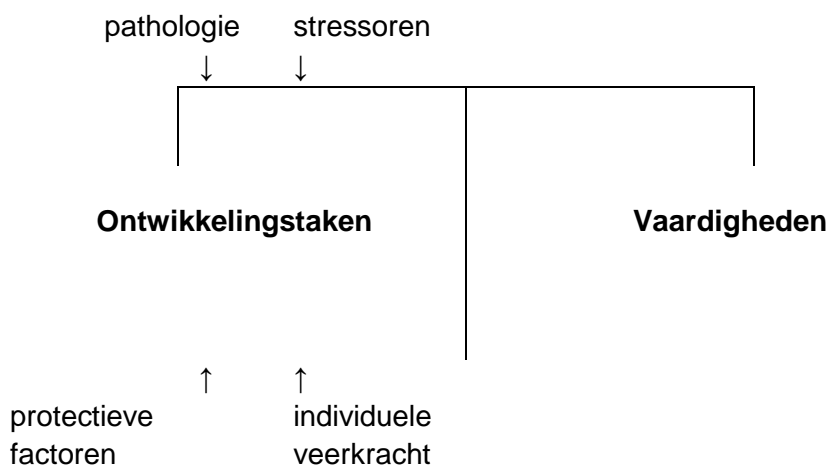 pathologie stressoren
↓ ↓
Ontwikkelingstaken Vaardigheden
↑ ↑
protectieve individuele
factoren veerkracht